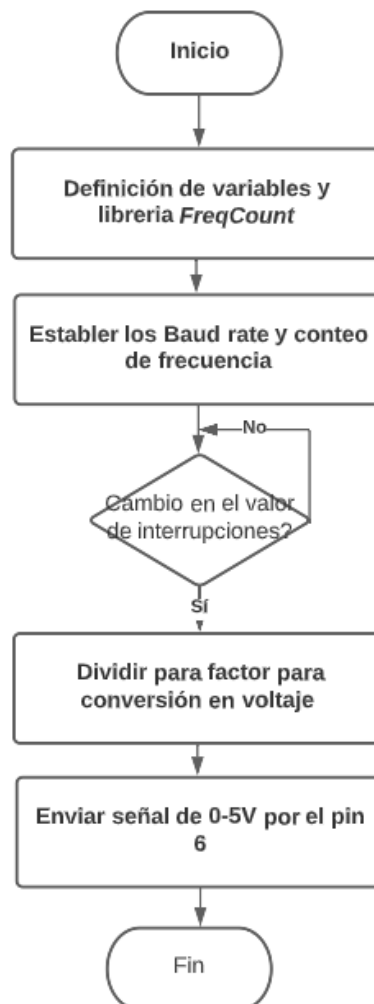 Inicio
Definición de variables y
libreria FreqCount
Establer los Baud rate y conteo
de frecuencia
No
Cambio en el valor
de interrupciones?
Sí
Dividir para factor para
conversión en voltaje
Enviar señal de 0-5V por el pin
6
Fin